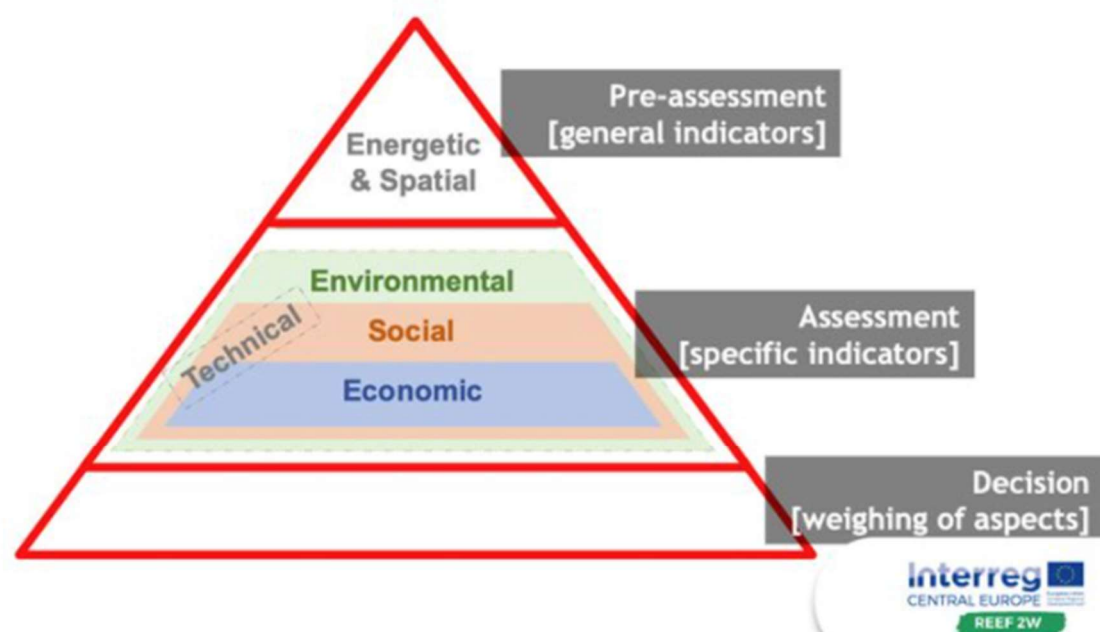 Pre-assessment
[general indicators]
Energetic
& Spatial
Environmental
Technical
Social
Economic
Assessment
[specific indicators]
Decision
[weighing of aspects]
Interreg
CENTRAL EUROPE
REEF 2W